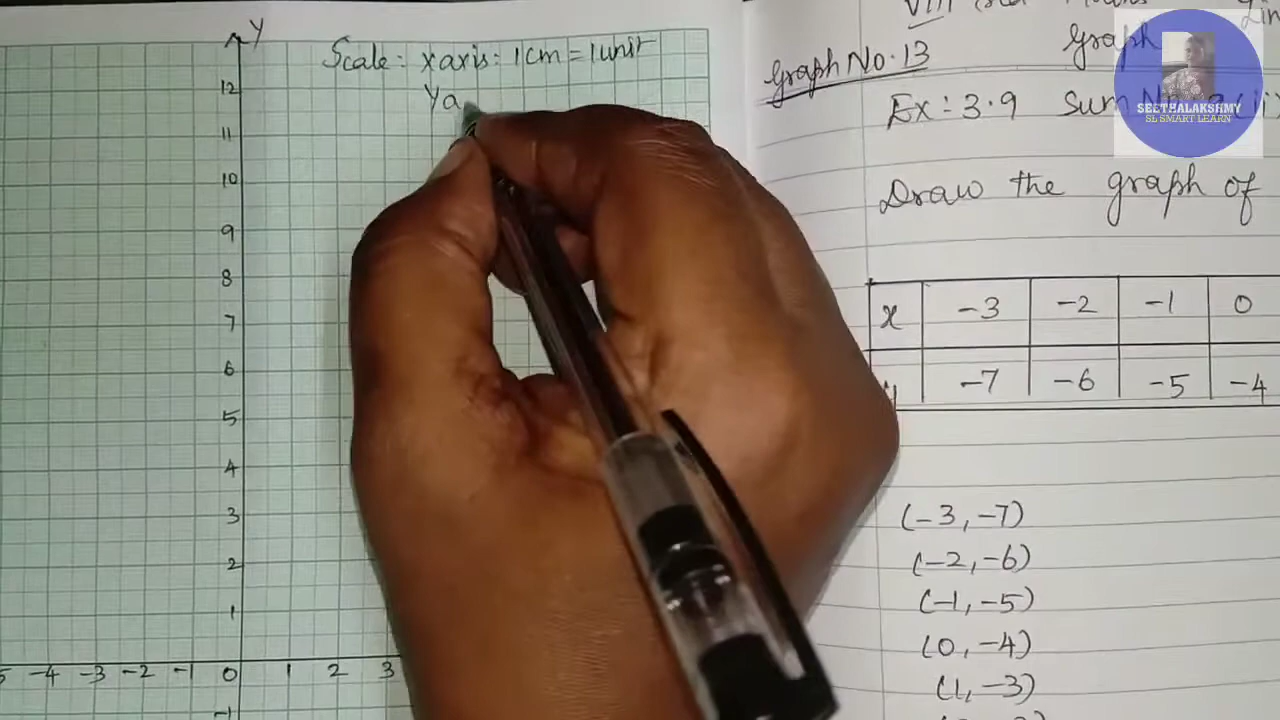 Y
Scale: x axis: 1cm = 1unit
Ya
12
11
10
9
8
7
6
5
4
3
2
1
-4 -3 -2 -1 0 1 2 3
-1
Graph No. 13
Graph
SEETHALAKSHMY
SL SMART LEARN
Ex: 3.9 Sum
Draw the graph of
x -3 -2 -1 0
-7 -6 -5 -4
(-3, -7)
(-2, -6)
(-1, -5)
(0, -4)
(1, -3)